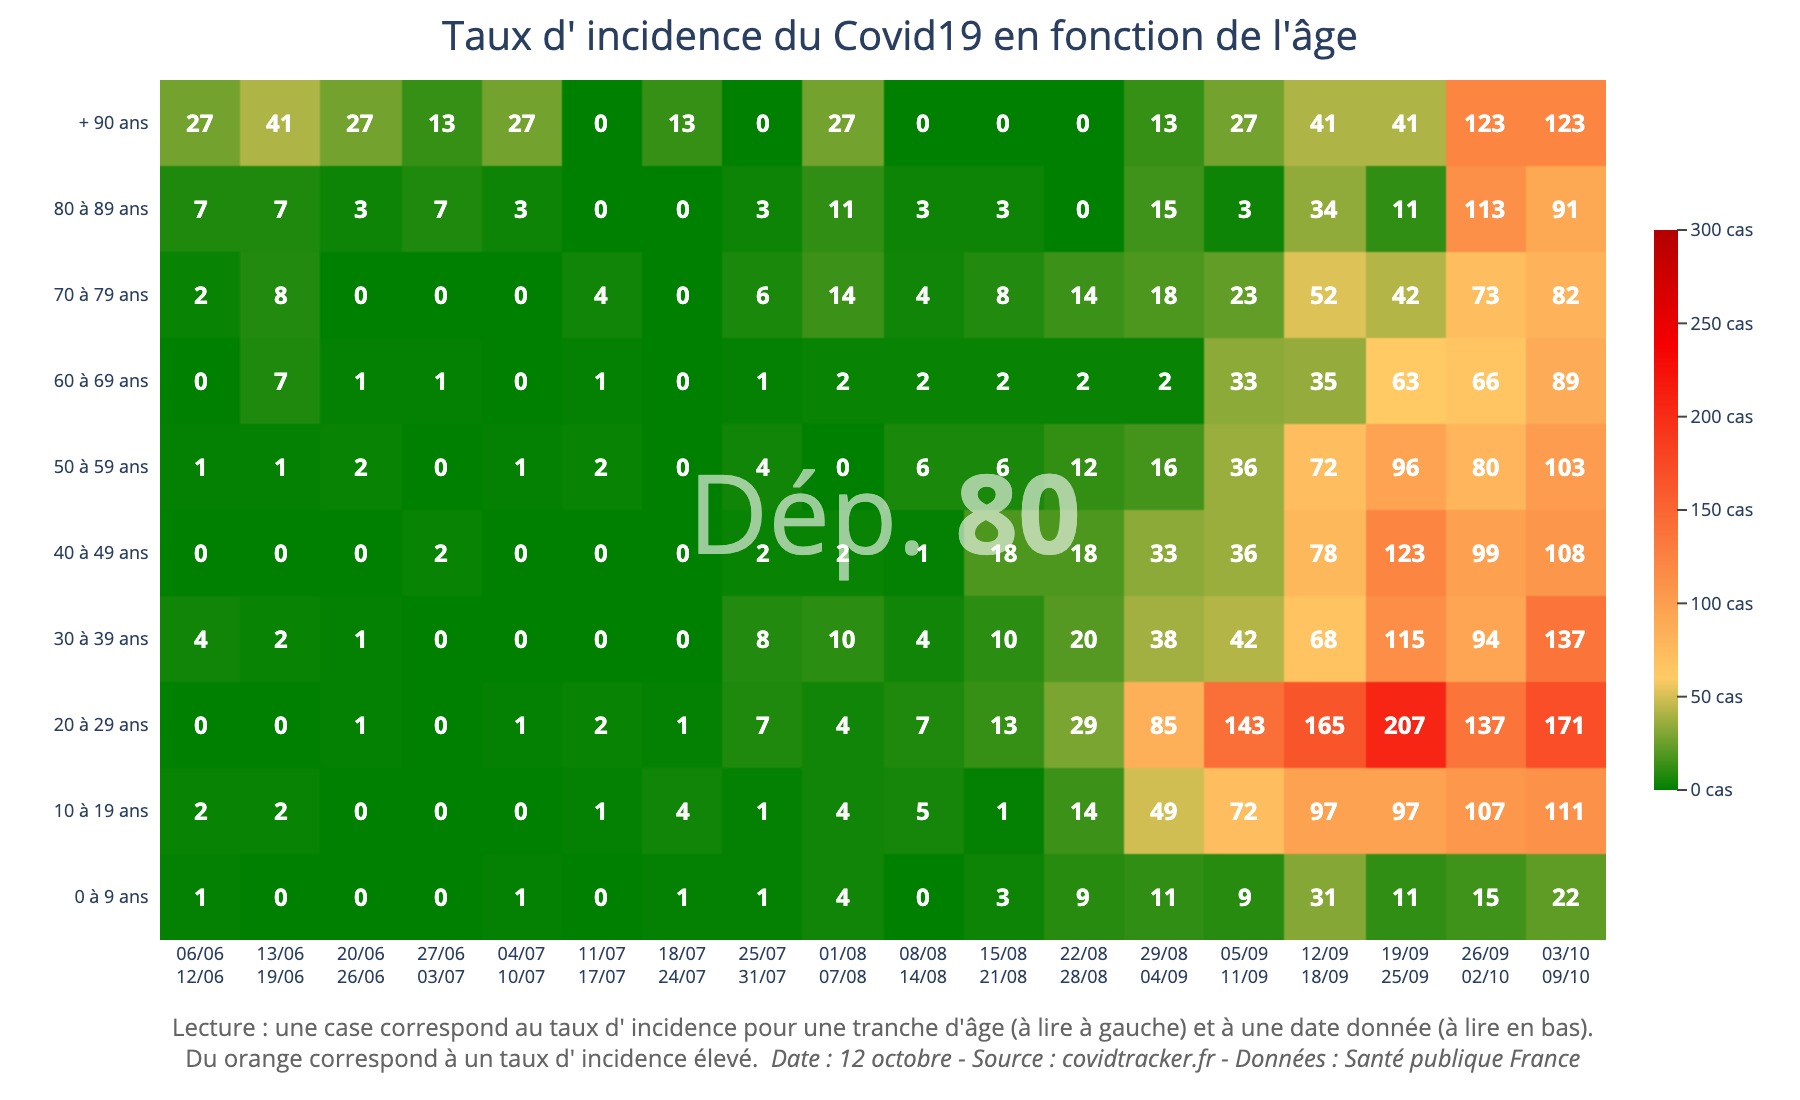 Taux d' incidence du Covid19 en fonction de l'âge
+ 90 ans 27 41 27 13 27 0 13 0 27 0 0 0 13 27 41 41 123 123
80 à 89 ans 7 7 3 7 3 0 0 3 11 3 3 0 15 3 34 11 113 91
300 cas
70 à 79 ans 2 8 0 0 0 4 0 6 14 4 8 14 18 23 52 42 73 82
250 cas
60 à 69 ans 0 7 1 1 0 1 0 1 2 2 2 2 2 33 35 63 66 89
200 cas
50 à 59 ans 1 1 2 0 1 2 0 4 0 6 6 12 16 36 72 96 80 103
150 cas
Dép. 80
40 à 49 ans 0 0 0 2 0 0 0 2 2 1 18 18 33 36 78 123 99 108
100 cas
30 à 39 ans 4 2 1 0 0 0 0 8 10 4 10 20 38 42 68 115 94 137
50 cas
20 à 29 ans 0 0 1 0 1 2 1 7 4 7 13 29 85 143 165 207 137 171
0 cas
10 à 19 ans 2 2 0 0 0 1 4 1 4 5 1 14 49 72 97 97 107 111
0 à 9 ans 1 0 0 0 1 0 1 1 4 0 3 9 11 9 31 11 15 22
06/06 13/06 20/06 27/06 04/07 11/07 18/07 25/07 01/08 08/08 15/08 22/08 29/08 05/09 12/09 19/09 26/09 03/10
12/06 19/06 26/06 03/07 10/07 17/07 24/07 31/07 07/08 14/08 21/08 28/08 04/09 11/09 18/09 25/09 02/10 09/10
Lecture : une case correspond au taux d' incidence pour une tranche d'âge (à lire à gauche) et à une date donnée (à lire en bas).
Du orange correspond à un taux d' incidence élevé. Date : 12 octobre - Source : covidtracker.fr - Données : Santé publique France